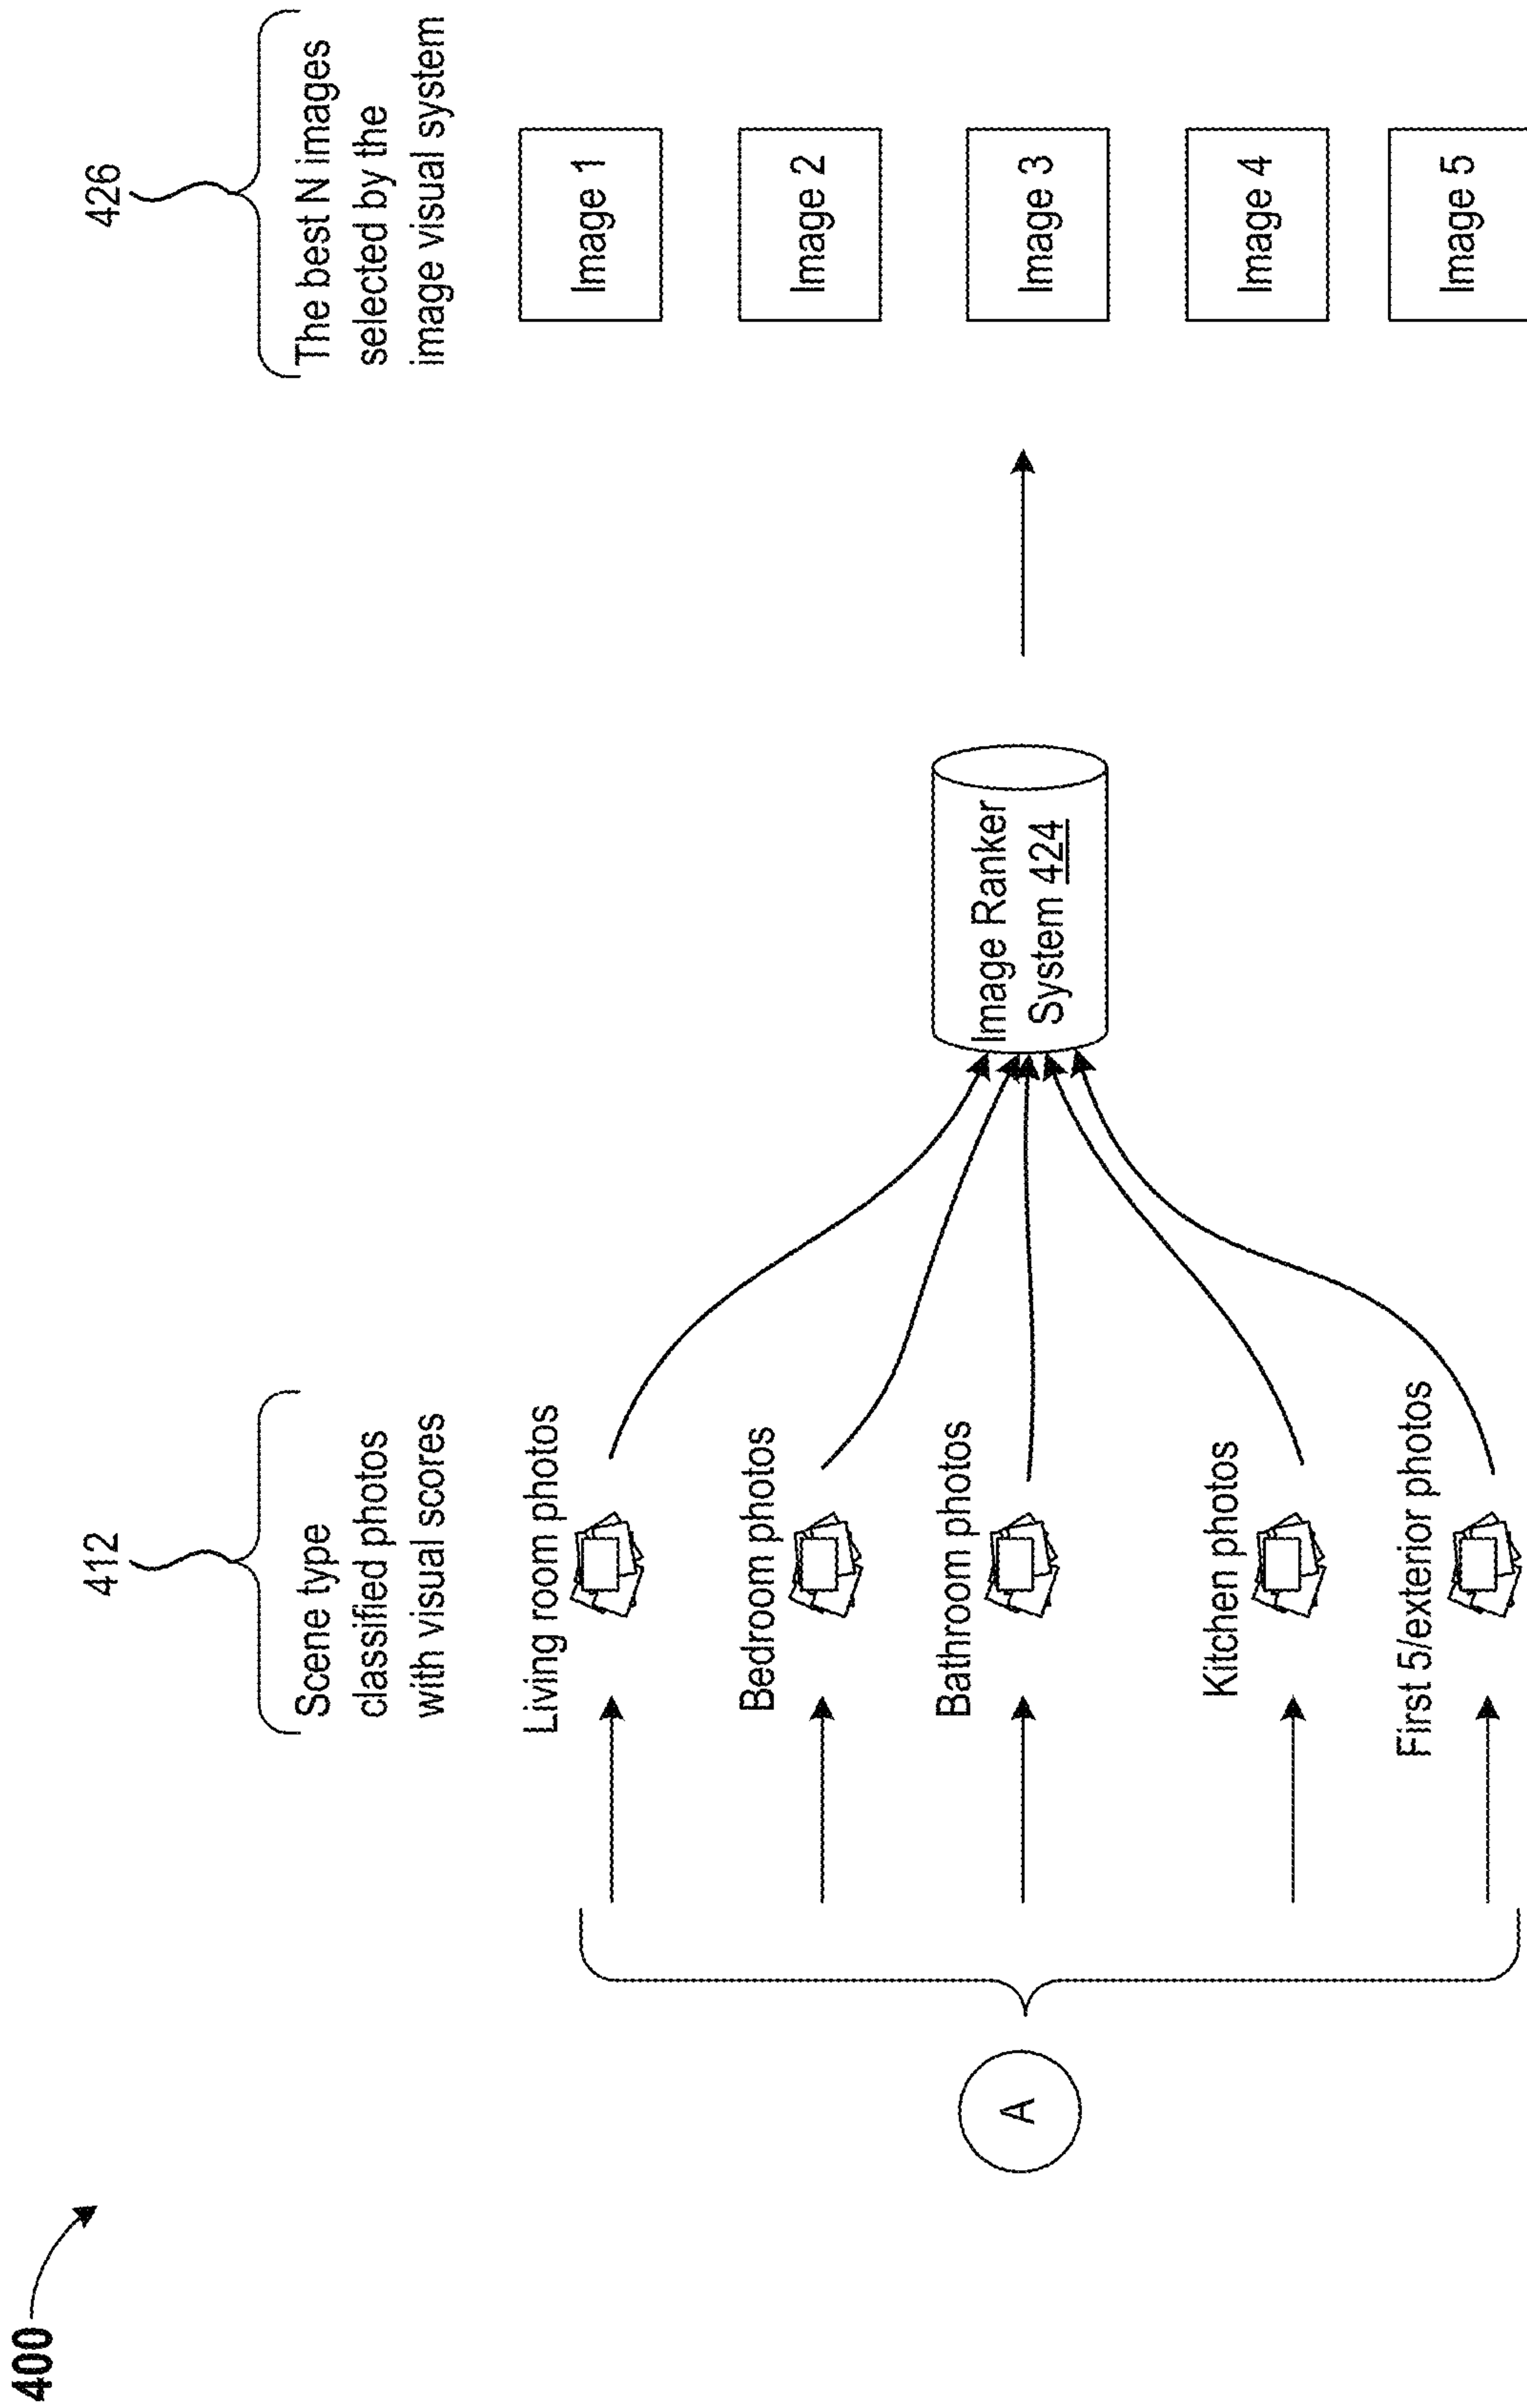 400
412
Scene type
classified photos
with visual scores
426
The best N images
selected by the
image visual system
Living room photos
Bedroom photos
Bathroom photos
Kitchen photos
First 5/exterior photos
A
Image Ranker
System 424
Image 1
Image 2
Image 3
Image 4
Image 5